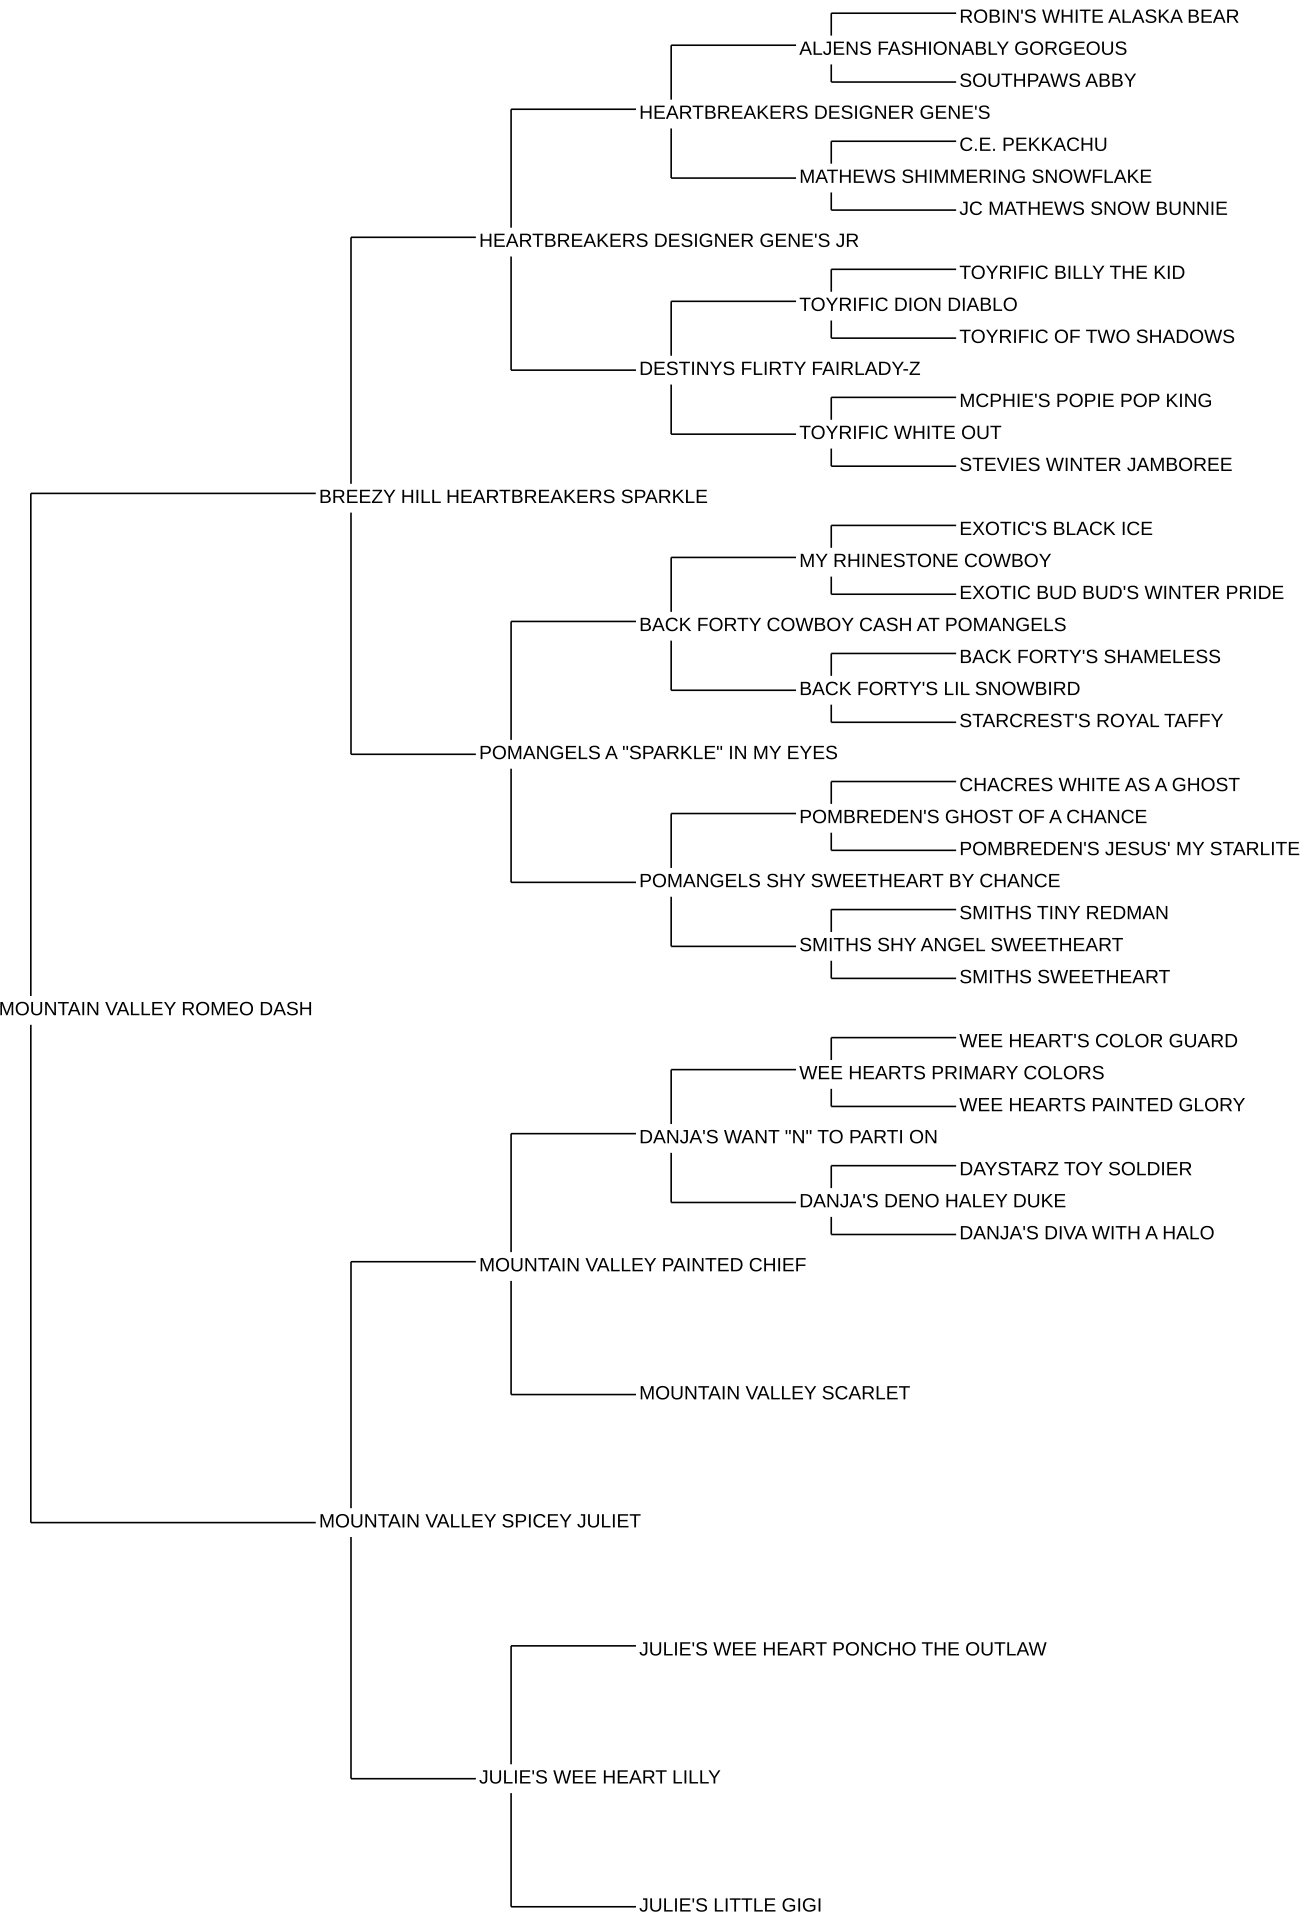 ROBIN'S WHITE ALASKA BEAR
ALJENS FASHIONABLY GORGEOUS
SOUTHPAWS ABBY
HEARTBREAKERS DESIGNER GENE'S
C.E. PEKKACHU
MATHEWS SHIMMERING SNOWFLAKE
JC MATHEWS SNOW BUNNIE
HEARTBREAKERS DESIGNER GENE'S JR
TOYRIFIC BILLY THE KID
TOYRIFIC DION DIABLO
TOYRIFIC OF TWO SHADOWS
DESTINYS FLIRTY FAIRLADY-Z
MCPHIE'S POPIE POP KING
TOYRIFIC WHITE OUT
STEVIES WINTER JAMBOREE
BREEZY HILL HEARTBREAKERS SPARKLE
EXOTIC'S BLACK ICE
MY RHINESTONE COWBOY
EXOTIC BUD BUD'S WINTER PRIDE
BACK FORTY COWBOY CASH AT POMANGELS
BACK FORTY'S SHAMELESS
BACK FORTY'S LIL SNOWBIRD
STARCREST'S ROYAL TAFFY
POMANGELS A "SPARKLE" IN MY EYES
CHACRES WHITE AS A GHOST
POMBREDEN'S GHOST OF A CHANCE
POMBREDEN'S JESUS' MY STARLITE
POMANGELS SHY SWEETHEART BY CHANCE
SMITHS TINY REDMAN
SMITHS SHY ANGEL SWEETHEART
SMITHS SWEETHEART
MOUNTAIN VALLEY ROMEO DASH
WEE HEART'S COLOR GUARD
WEE HEARTS PRIMARY COLORS
WEE HEARTS PAINTED GLORY
DANJA'S WANT "N" TO PARTI ON
DAYSTARZ TOY SOLDIER
DANJA'S DENO HALEY DUKE
DANJA'S DIVA WITH A HALO
MOUNTAIN VALLEY PAINTED CHIEF
MOUNTAIN VALLEY SCARLET
MOUNTAIN VALLEY SPICEY JULIET
JULIE'S WEE HEART PONCHO THE OUTLAW
JULIE'S WEE HEART LILLY
JULIE'S LITTLE GIGI